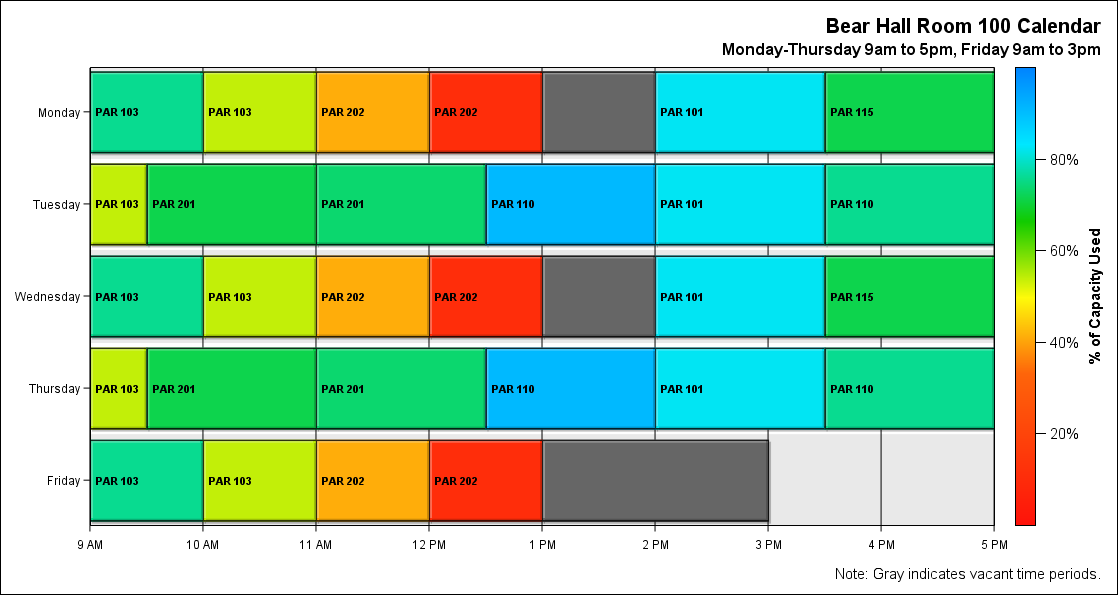 Bear Hall Room 100 Calendar
Monday-Thursday 9am to 5pm, Friday 9am to 3pm
Monday PAR 103 PAR 103 PAR 202 PAR 202 PAR 101 PAR 115
80%
Tuesday PAR 103 PAR 201 PAR 201 PAR 110 PAR 101 PAR 110
60%
Wednesday PAR 103 PAR 103 PAR 202 PAR 202 PAR 101 PAR 115
% of Capacity Used
40%
Thursday PAR 103 PAR 201 PAR 201 PAR 110 PAR 101 PAR 110
20%
Friday PAR 103 PAR 103 PAR 202 PAR 202
9 AM 10 AM 11 AM 12 PM 1 PM 2 PM 3 PM 4 PM 5 PM
Note: Gray indicates vacant time periods.